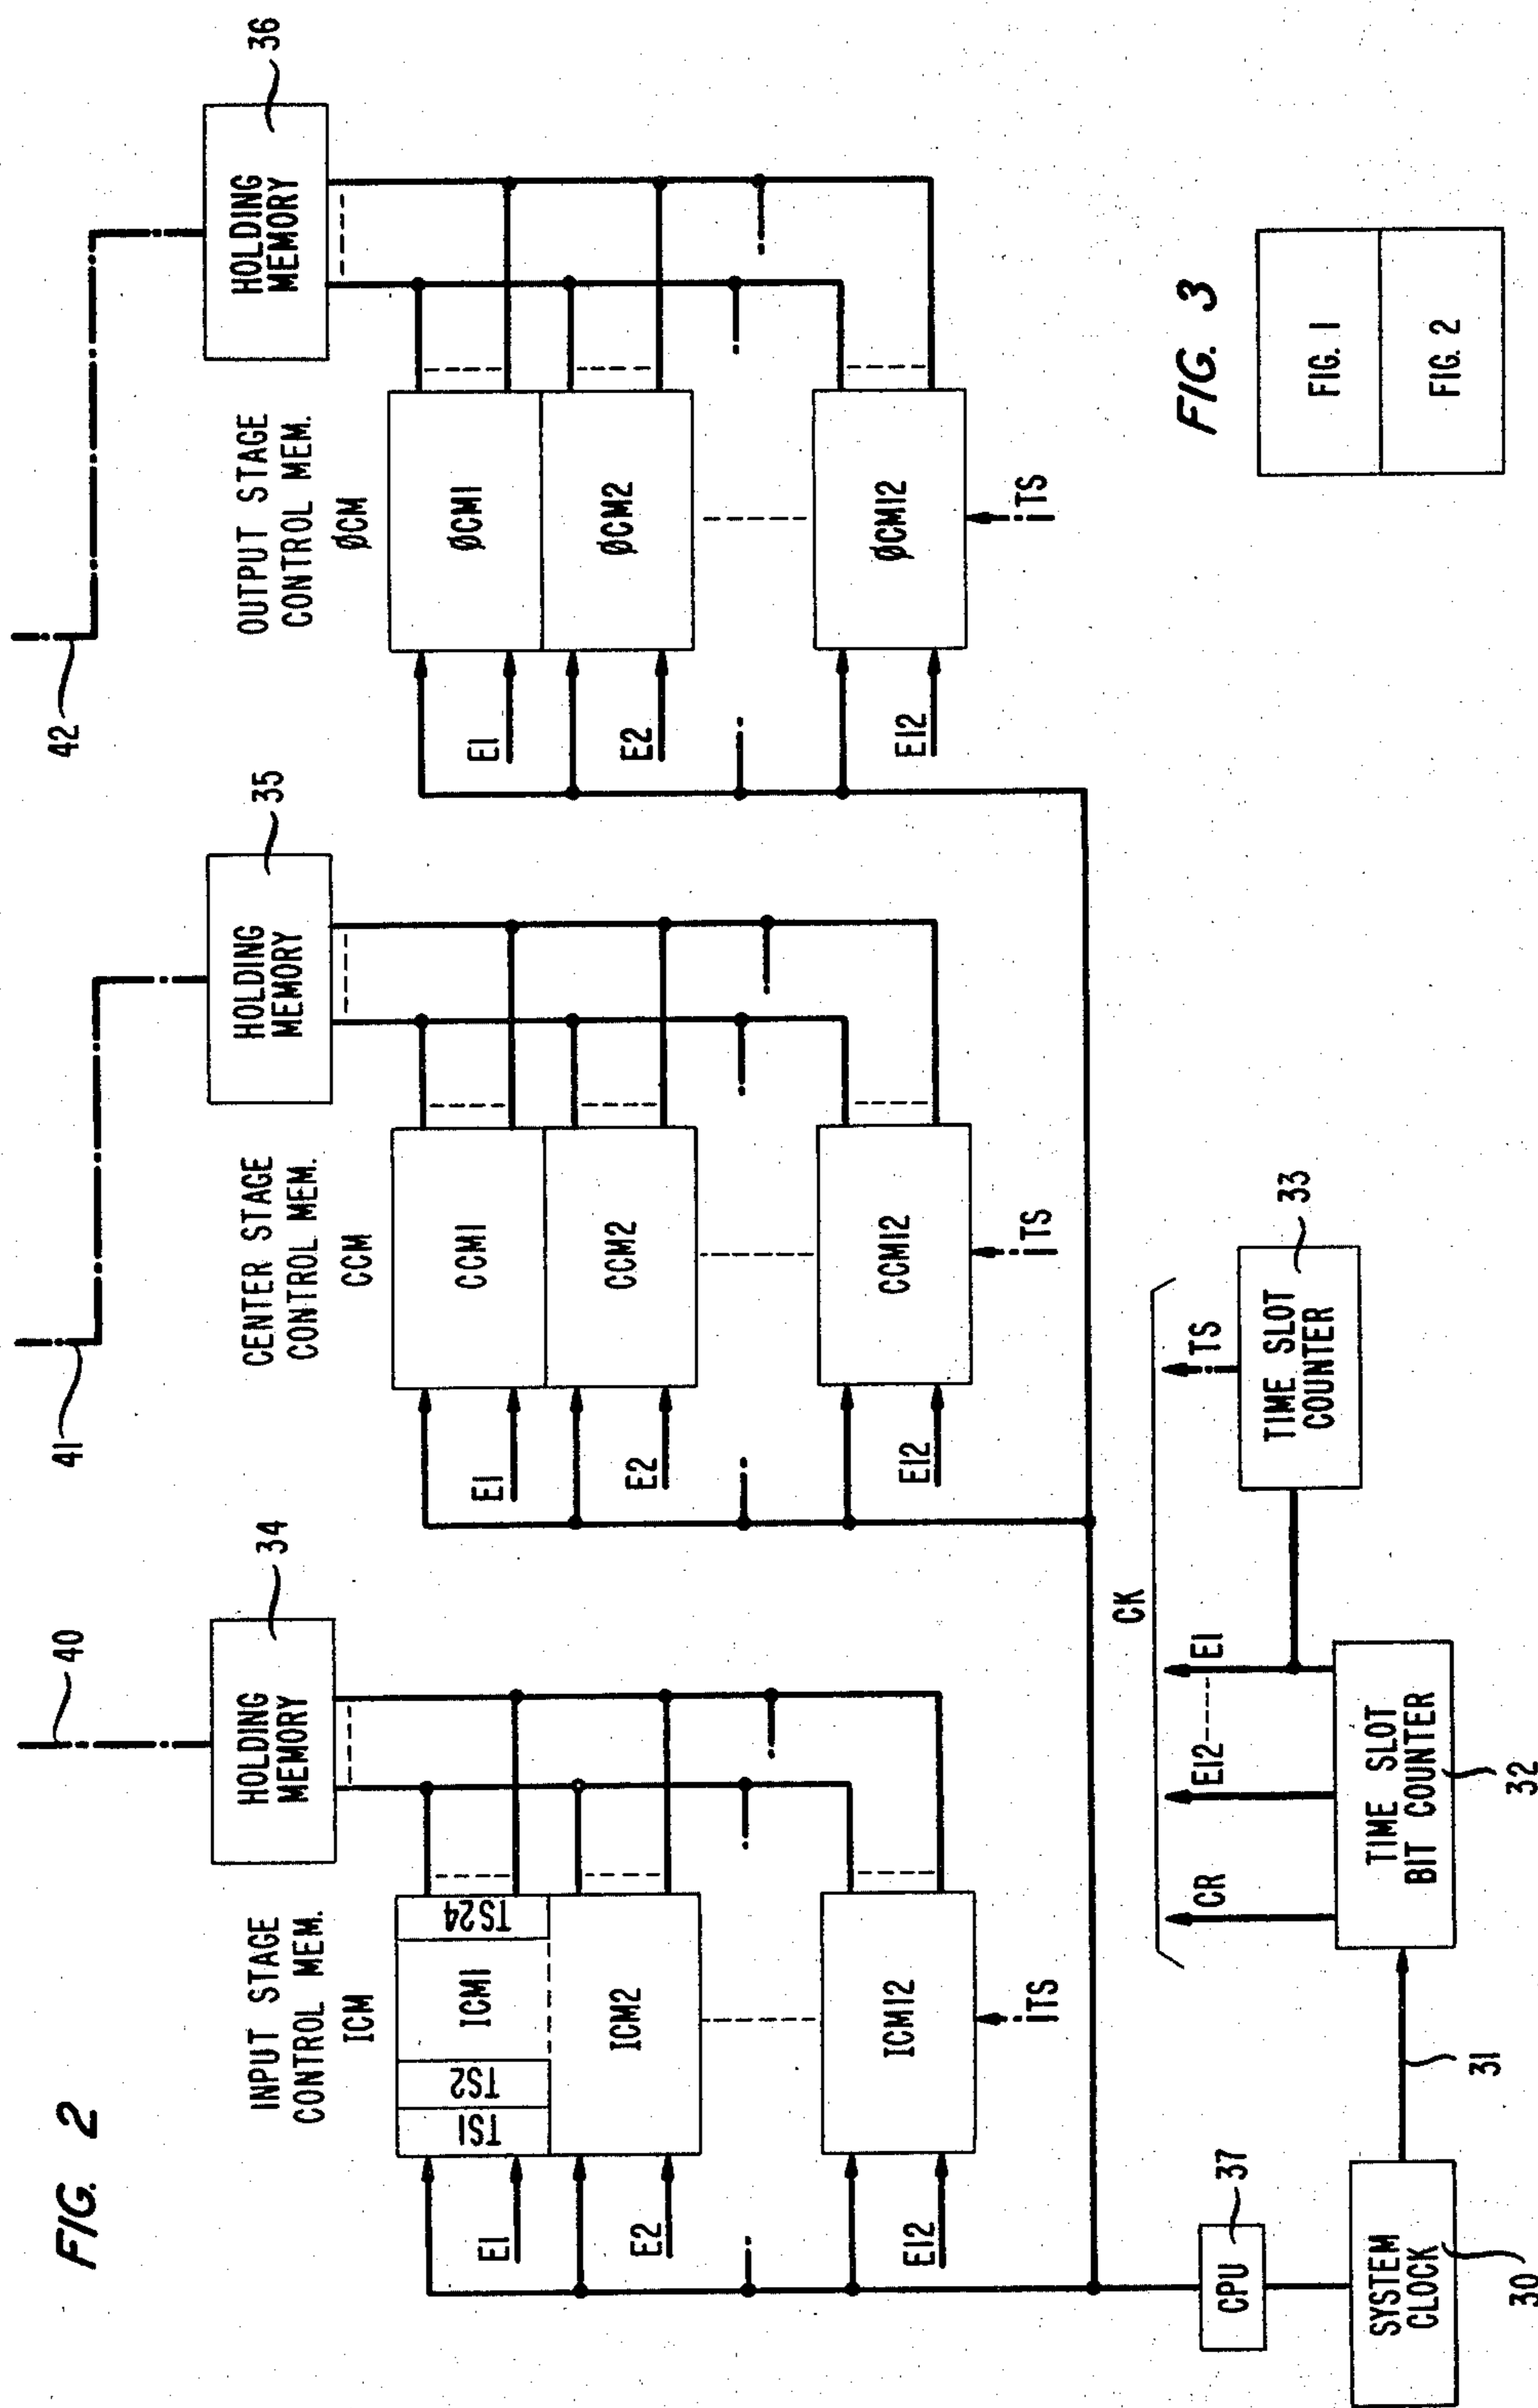 FIG. 2
40
41
42
HOLDING
MEMORY
34
HOLDING
MEMORY
35
HOLDING
MEMORY
36
INPUT STAGE
CONTROL MEM.
ICM
TS1
TS2
ICM1
TS24
ICM2
ICM12
E1
E2
E12
TS
CENTER STAGE
CONTROL MEM.
CCM
CCM1
CCM2
CCM12
E1
E2
E12
TS
OUTPUT STAGE
CONTROL MEM.
ØCM
ØCM1
ØCM2
ØCM12
E1
E2
E12
TS
CPU
37
SYSTEM
CLOCK
30
31
CK
CR
E12
E1
TS
TIME SLOT
BIT COUNTER
32
TIME SLOT
COUNTER
33
FIG. 3
FIG. 1
FIG. 2